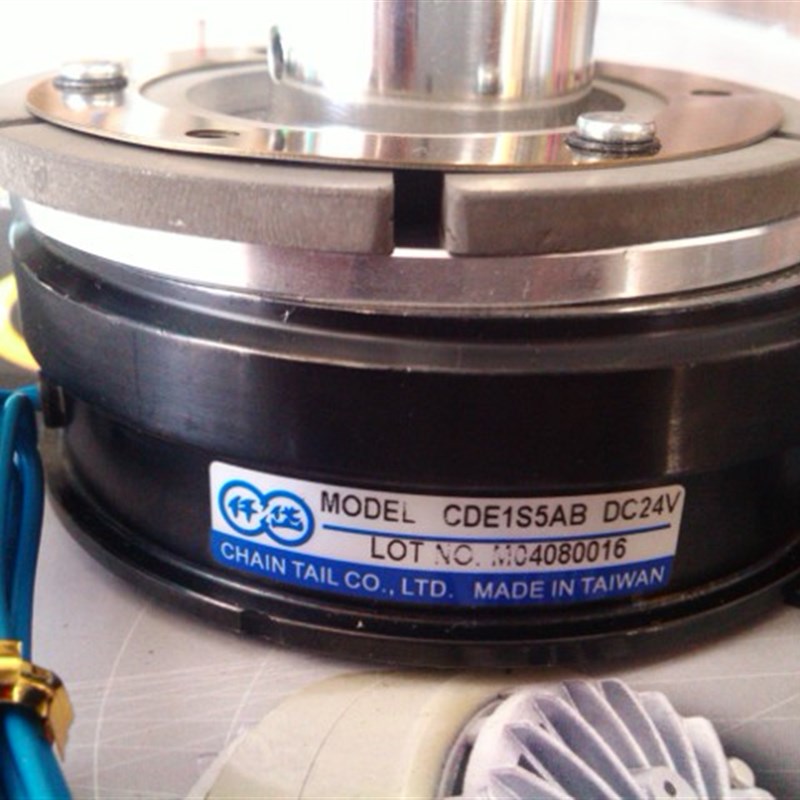 仟岱
MODEL CDE1S5AB DC24V
LOT NO. M04080016
CHAIN TAIL CO., LTD. MADE IN TAIWAN